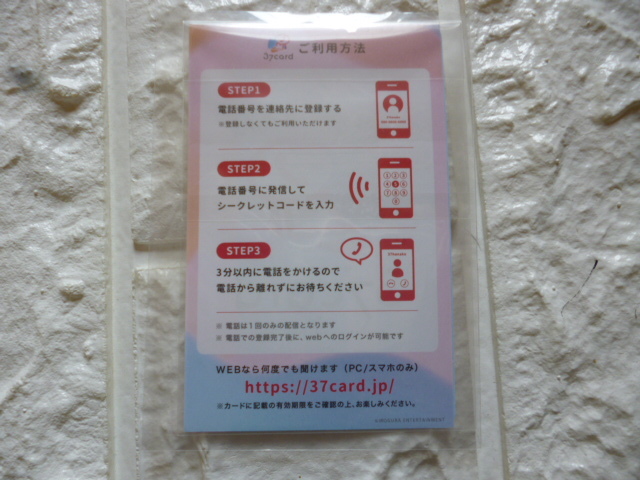 37card ご利用方法
STEP1
電話番号を連絡先に登録する
※登録しなくてもご利用いただけます
STEP2
電話番号に発信して
シークレットコードを入力
STEP3
3分以内に電話をかけるので
電話から離れずにお待ちください
※ 電話は1回のみの配信となります
※ 電話での登録完了後に、webへのログインが可能です
WEBなら何度でも聞けます（PC/スマホのみ）
https://37card.jp/
※カードに記載の有効期限をご確認の上、お楽しみください。